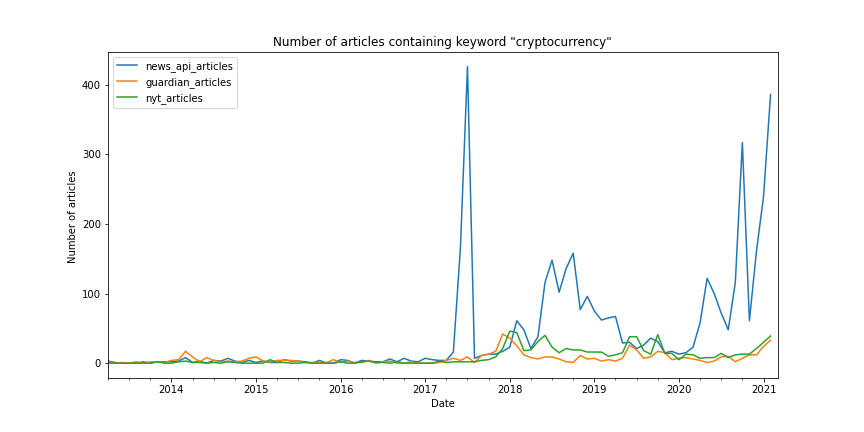 Number of articles containing keyword "cryptocurrency"
news_api_articles
guardian_articles
nyt_articles
Number of articles
400
300
200
100
0
2014 2015 2016 2017 2018 2019 2020 2021
Date